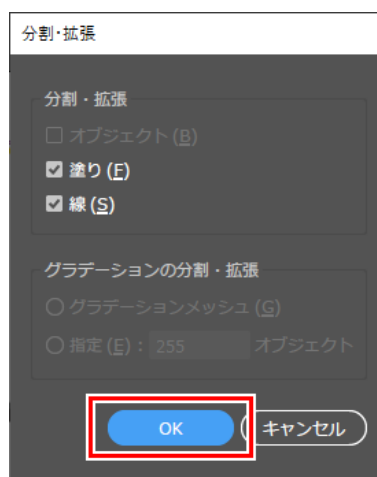 分割・拡張
分割・拡張
オブジェクト(B)
塗り(F)
線(S)
グラデーションの分割・拡張
グラデーションメッシュ(G)
指定(E): 255 オブジェクト
OK キャンセル